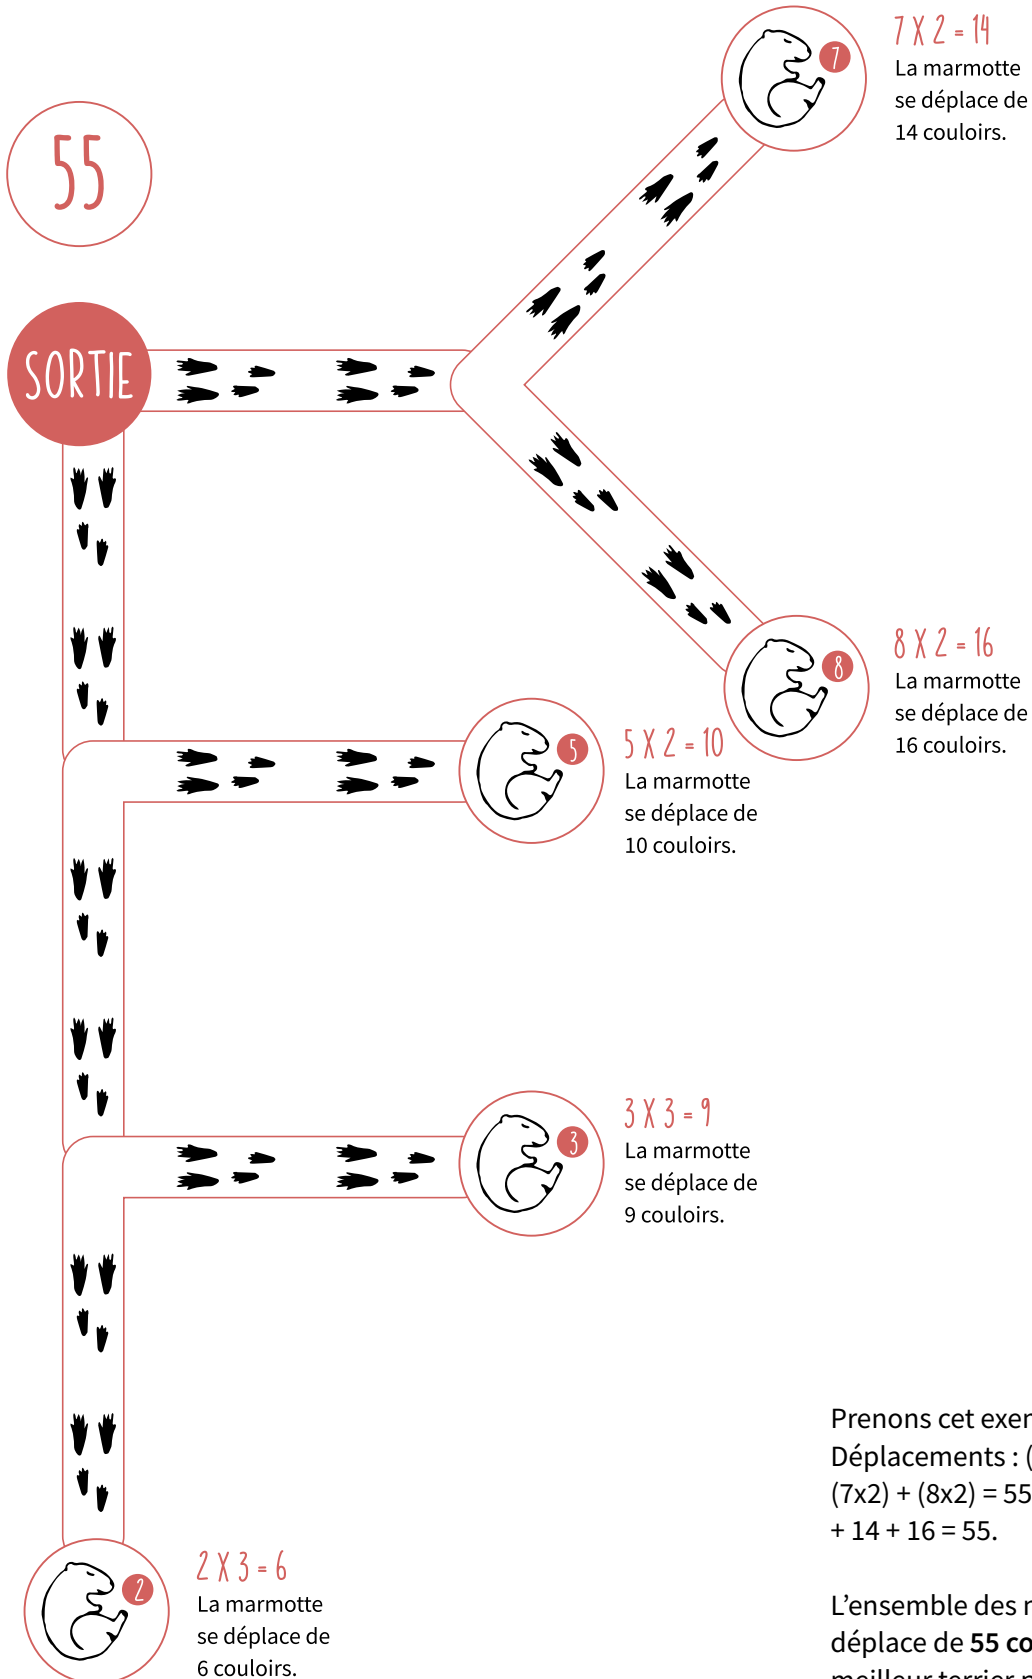 7 X 2 = 14
La marmotte
se déplace de
14 couloirs.
7
55
SORTIE
8
8 X 2 = 16
La marmotte
se déplace de
16 couloirs.
5
5 X 2 = 10
La marmotte
se déplace de
10 couloirs.
3
3 X 3 = 9
La marmotte
se déplace de
9 couloirs.
2
2 X 3 = 6
La marmotte
se déplace de
6 couloirs.
Prenons cet
Déplacements : (
(7x2) + (8x2) = 55
+ 14 + 16 = 55.
L’ensemble des
déplace de 55